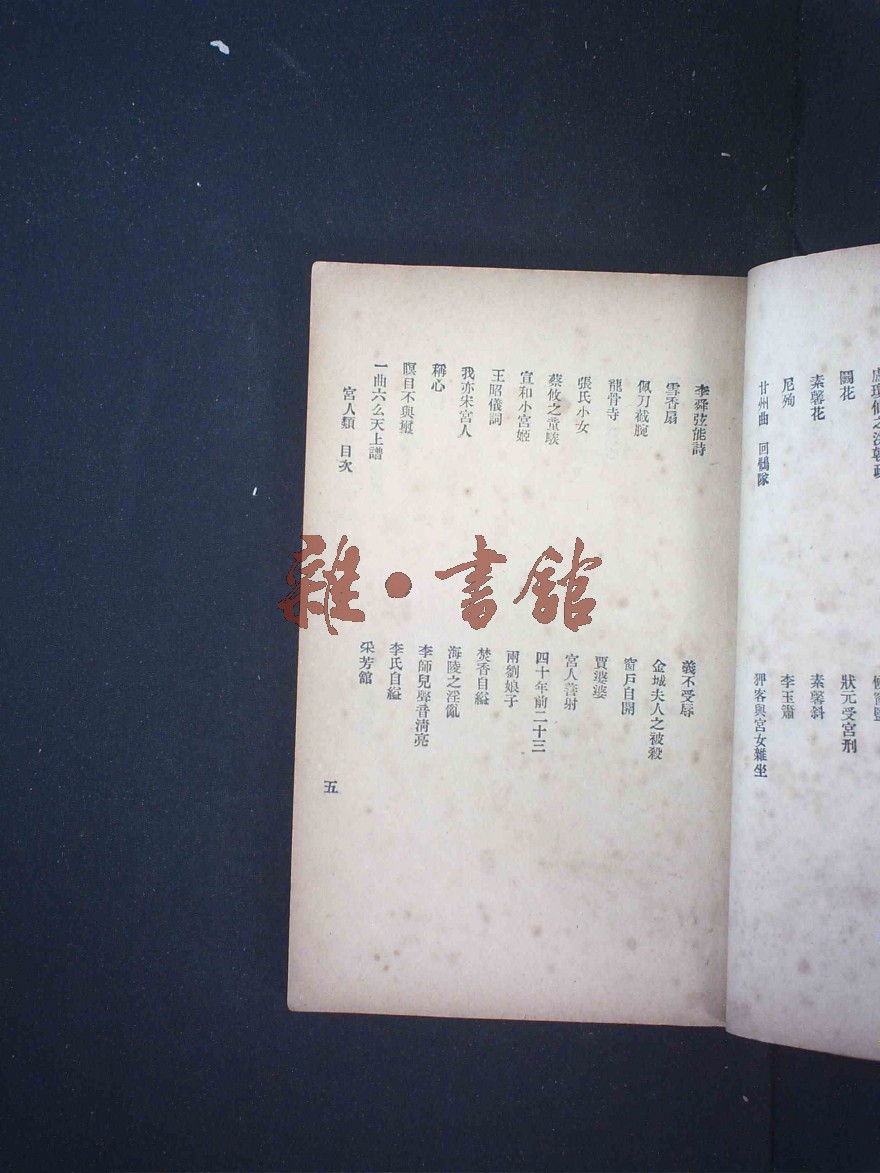 鬭花
素馨花
尼殉
甘州曲 回鶻隊
狀元受宮刑
素馨斜
李玉簫
狎客與宮女雜坐
李舜弦能詩
雪香扇
佩刀截腕
龍骨寺
張氏小女
蔡攸之童騃
宣和小宮姬
王昭儀詞
我亦宋宮人
稱心
瞑目不與璽
一曲六么天上譜
義不受辱
金城夫人之被殺
窗戶自開
賈婆婆
宮人善射
四十年前二十三
兩劉娘子
焚香自縊
海陵之淫亂
李師兒聲音清亮
李氏自縊
采芳館
宮人類 目次
五
雜·書館